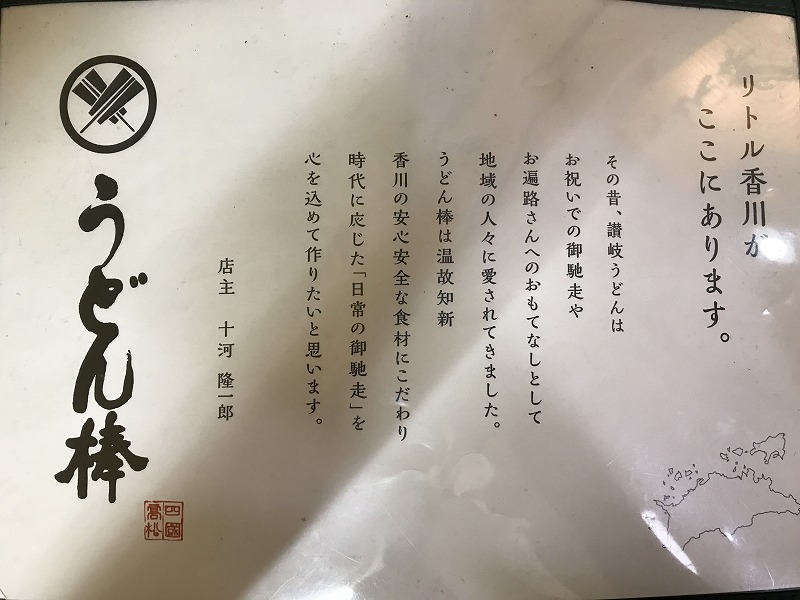 リトル香川が
ここにあります。
その昔、讃岐うどんは
お祝いでの御馳走や
お遍路さんへのおもてなしとして
地域の人々に愛されてきました。
うどん棒は温故知新
香川の安心安全な食材にこだわり
時代に応じた「日常の御馳走」を
心を込めて作りたいと思います。
店主　十河 隆一郎
うどん棒
四國
高松